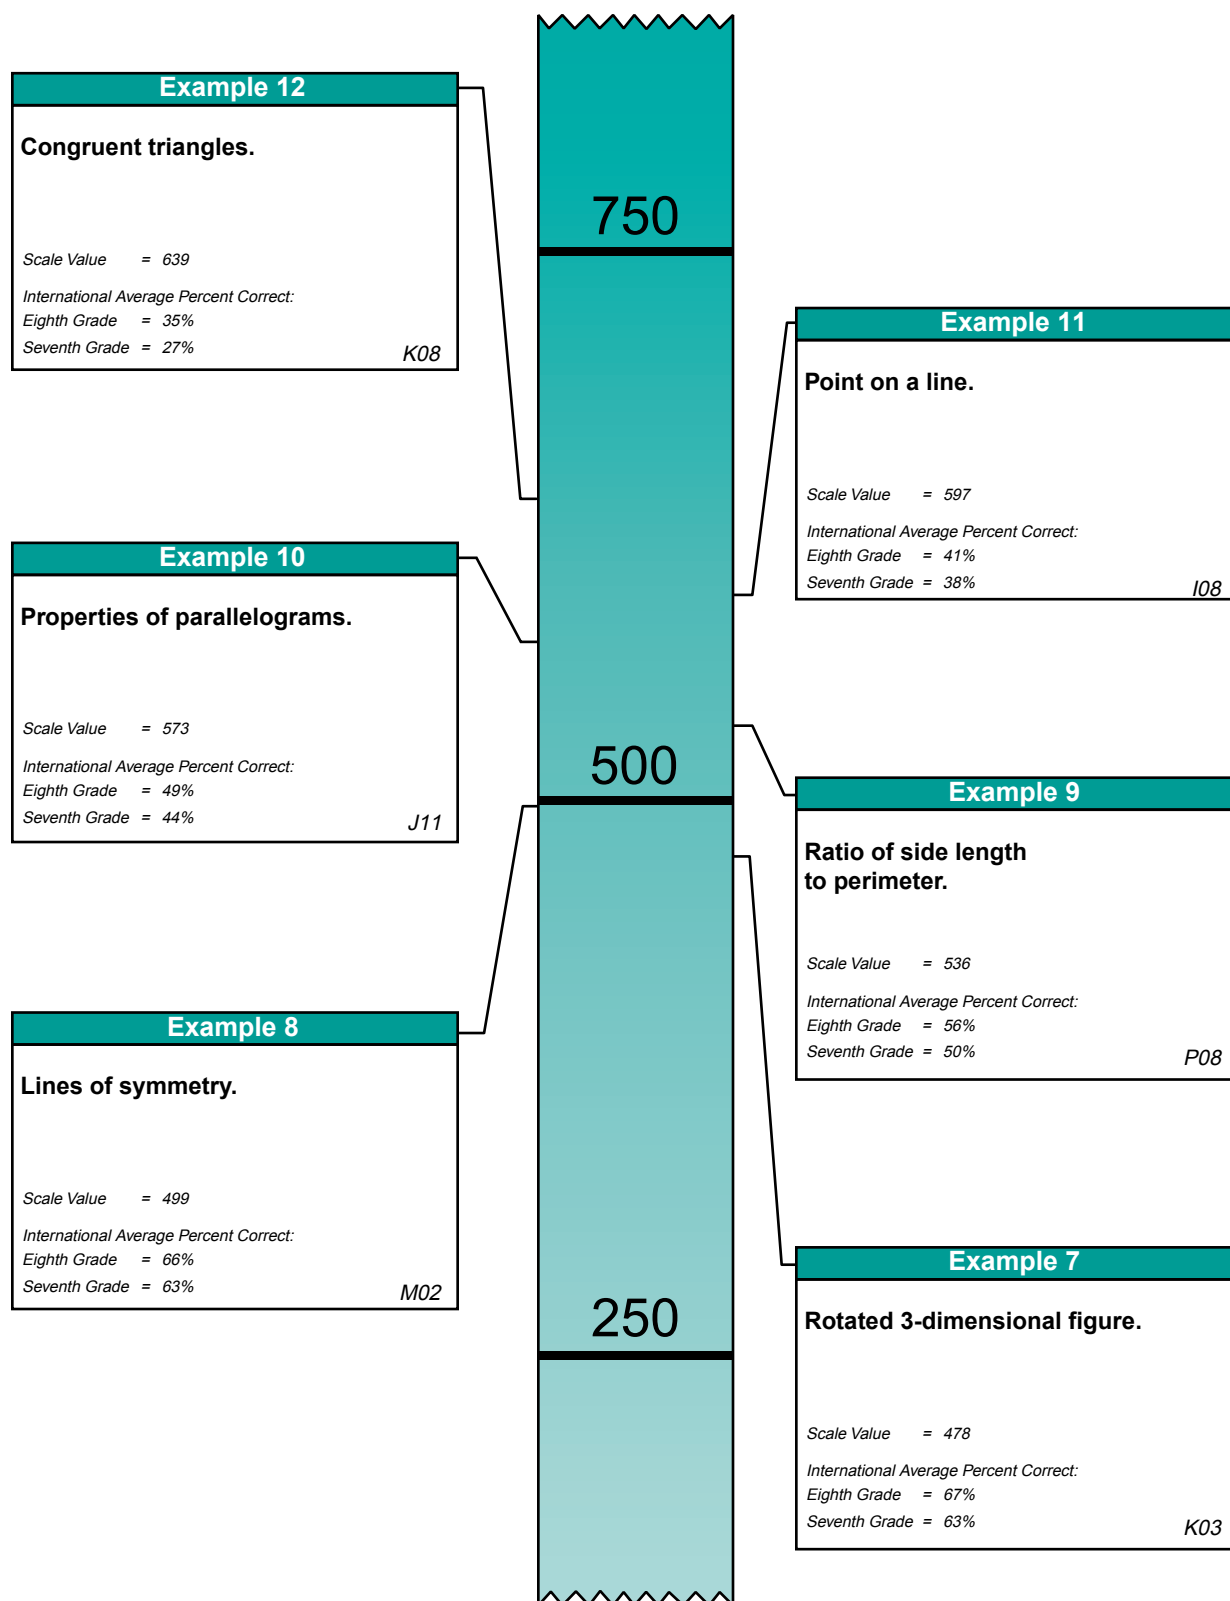 Example 12
Congruent triangles.
Scale Value = 639
International Average Percent Correct:
Eighth Grade = 35%
Seventh Grade = 27%
K08
Example 10
Properties of parallelograms.
Scale Value = 573
International Average Percent Correct:
Eighth Grade = 49%
Seventh Grade = 44%
J11
Example 8
Lines of symmetry.
Scale Value = 499
International Average Percent Correct:
Eighth Grade = 66%
Seventh Grade = 63%
M02
750
500
250
Example 11
Point on a line.
Scale Value = 597
International Average Percent Correct:
Eighth Grade = 41%
Seventh Grade = 38%
I08
Example 9
Ratio of side length
to perimeter.
Scale Value = 536
International Average Percent Correct:
Eighth Grade = 56%
Seventh Grade = 50%
P08
Example 7
Rotated 3-dimensional figure.
Scale Value = 478
International Average Percent Correct:
Eighth Grade = 67%
Seventh Grade = 63%
K03